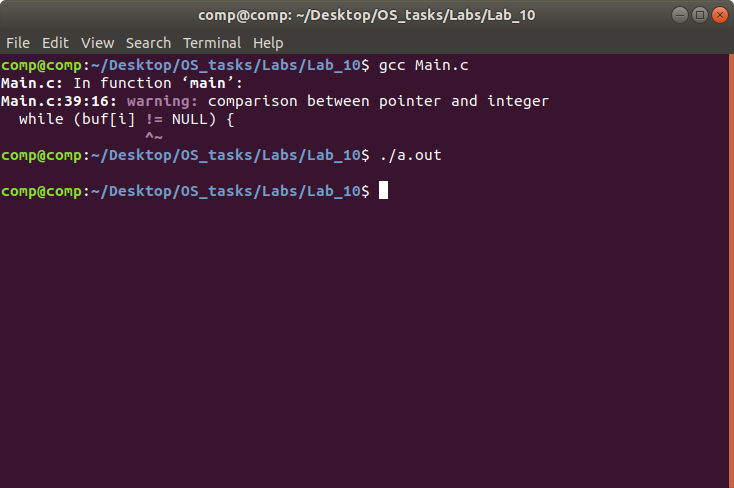 comp@comp: ~/Desktop/OS_tasks/Labs/Lab_10
File Edit View Search Terminal Help
comp@comp:~/Desktop/OS_tasks/Labs/Lab_10$ gcc Main.c
Main.c: In function ‘main’:
Main.c:39:16: warning: comparison between pointer and integer
  while (buf[i] != NULL) {
                ^~
comp@comp:~/Desktop/OS_tasks/Labs/Lab_10$ ./a.out

comp@comp:~/Desktop/OS_tasks/Labs/Lab_10$